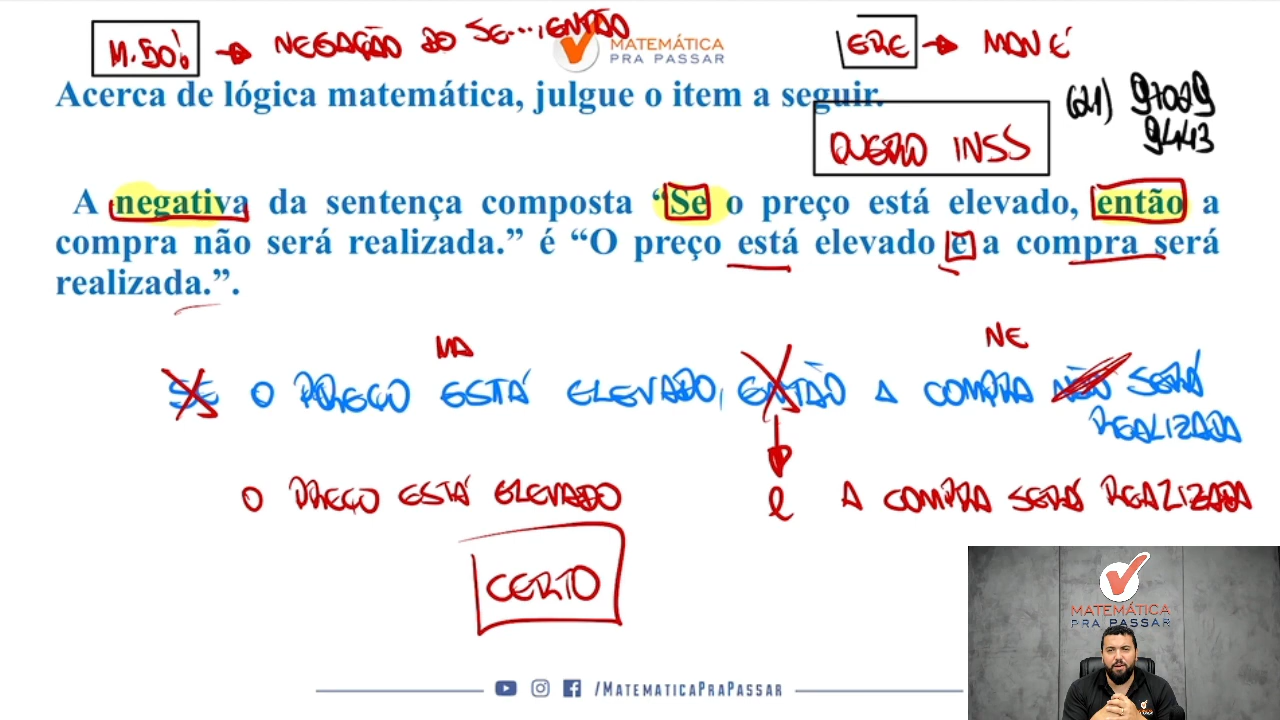 M.50! → NEGAÇÃO DO SE..., ENTÃO
MATEMÁTICA
PRA PASSAR
→ MANÉ
Acerca de lógica matemática, julgue o item a seguir.
(21) 97029
9443
QUERO INSS
A negativa da sentença composta “Se o preço está elevado, então a
compra não será realizada.” é “O preço está elevado e a compra será
realizada.”.
MA
NE
SE O PREÇO ESTÁ ELEVADO, ENTÃO A COMPRA NÃO SERÁ
REALIZADA
O PREÇO ESTÁ ELEVADO e A COMPRA SERÁ REALIZADA
CERTO
MATEMÁTICA
PRA PASSAR
/MATEMATICAPRAPASSAR